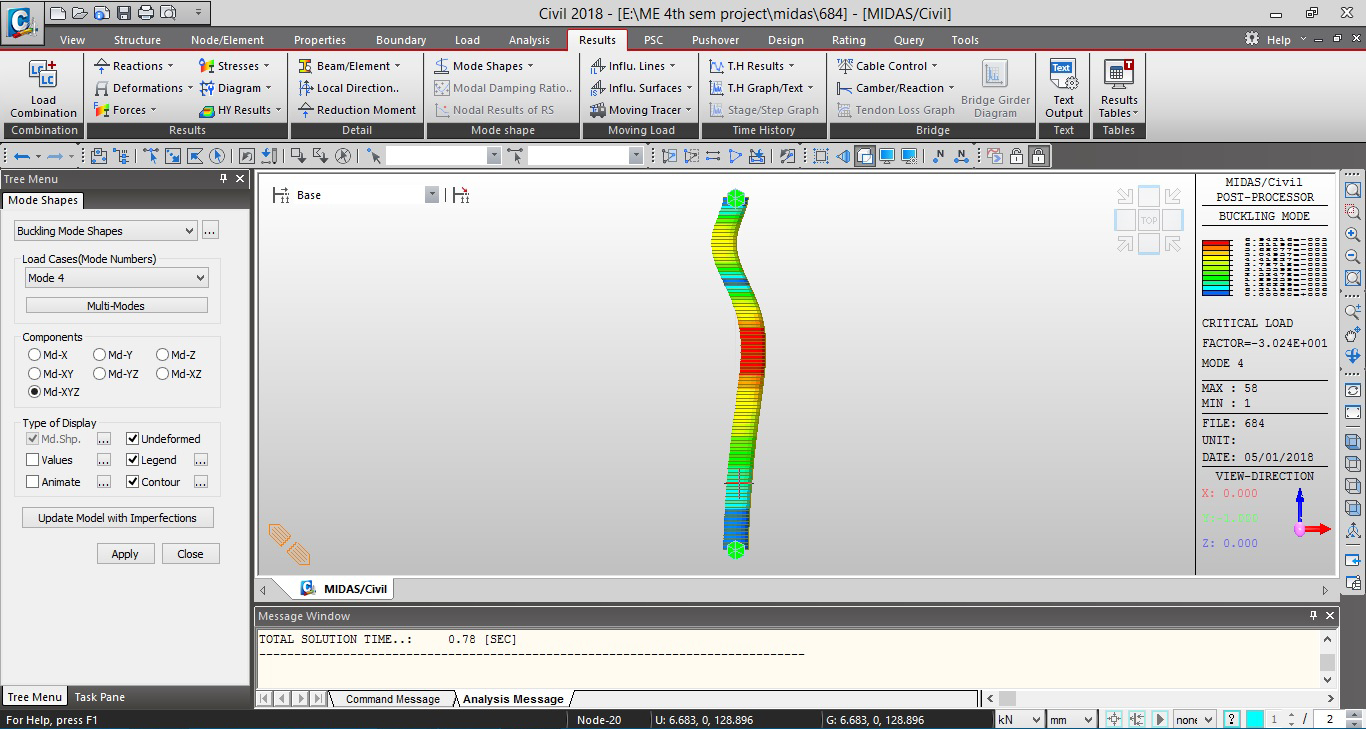 Civil 2018 - [E:\ME 4th sem project\midas\684] - [MIDAS/Civil]
View Structure Node/Element Properties Boundary Load Analysis Results PSC Pushover Design Rating Query Tools Help
Reactions Stresses Beam/Element Mode Shapes Influ. Lines T.H Results Cable Control
Load Combination Deformations Diagram Local Direction.. Modal Damping Ratio.. Influ. Surfaces T.H Graph/Text Camber/Reaction Bridge Girder Diagram Text Output Results Tables
Forces HY Results Reduction Moment Nodal Results of RS Moving Tracer Stage/Step Graph Tendon Loss Graph
Combination Results Detail Mode shape Moving Load Time History Bridge Text Tables
Tree Menu
Mode Shapes
Buckling Mode Shapes
...
Load Cases(Mode Numbers)
Mode 4
Multi-Modes
Components
Md-X Md-Y Md-Z
Md-XY Md-YZ Md-XZ
Md-XYZ
Type of Display
Md.Shp. ... Undeformed
Values ... Legend ...
Animate ... Contour ...
Update Model with Imperfections
Apply Close
Tree Menu Task Pane
Base
TOP
MIDAS/Civil
POST-PROCESSOR
BUCKLING MODE
CRITICAL LOAD
FACTOR=-3.024E+001
MODE 4
MAX : 58
MIN : 1
FILE: 684
UNIT:
DATE: 05/01/2018
VIEW-DIRECTION
X: 0.000
Y:-1.000
Z: 0.000
MIDAS/Civil
Message Window
TOTAL SOLUTION TIME..: 0.78 [SEC]
Command Message Analysis Message
For Help, press F1 Node-20 U: 6.683, 0, 128.896 G: 6.683, 0, 128.896 kN mm none 1 / 2